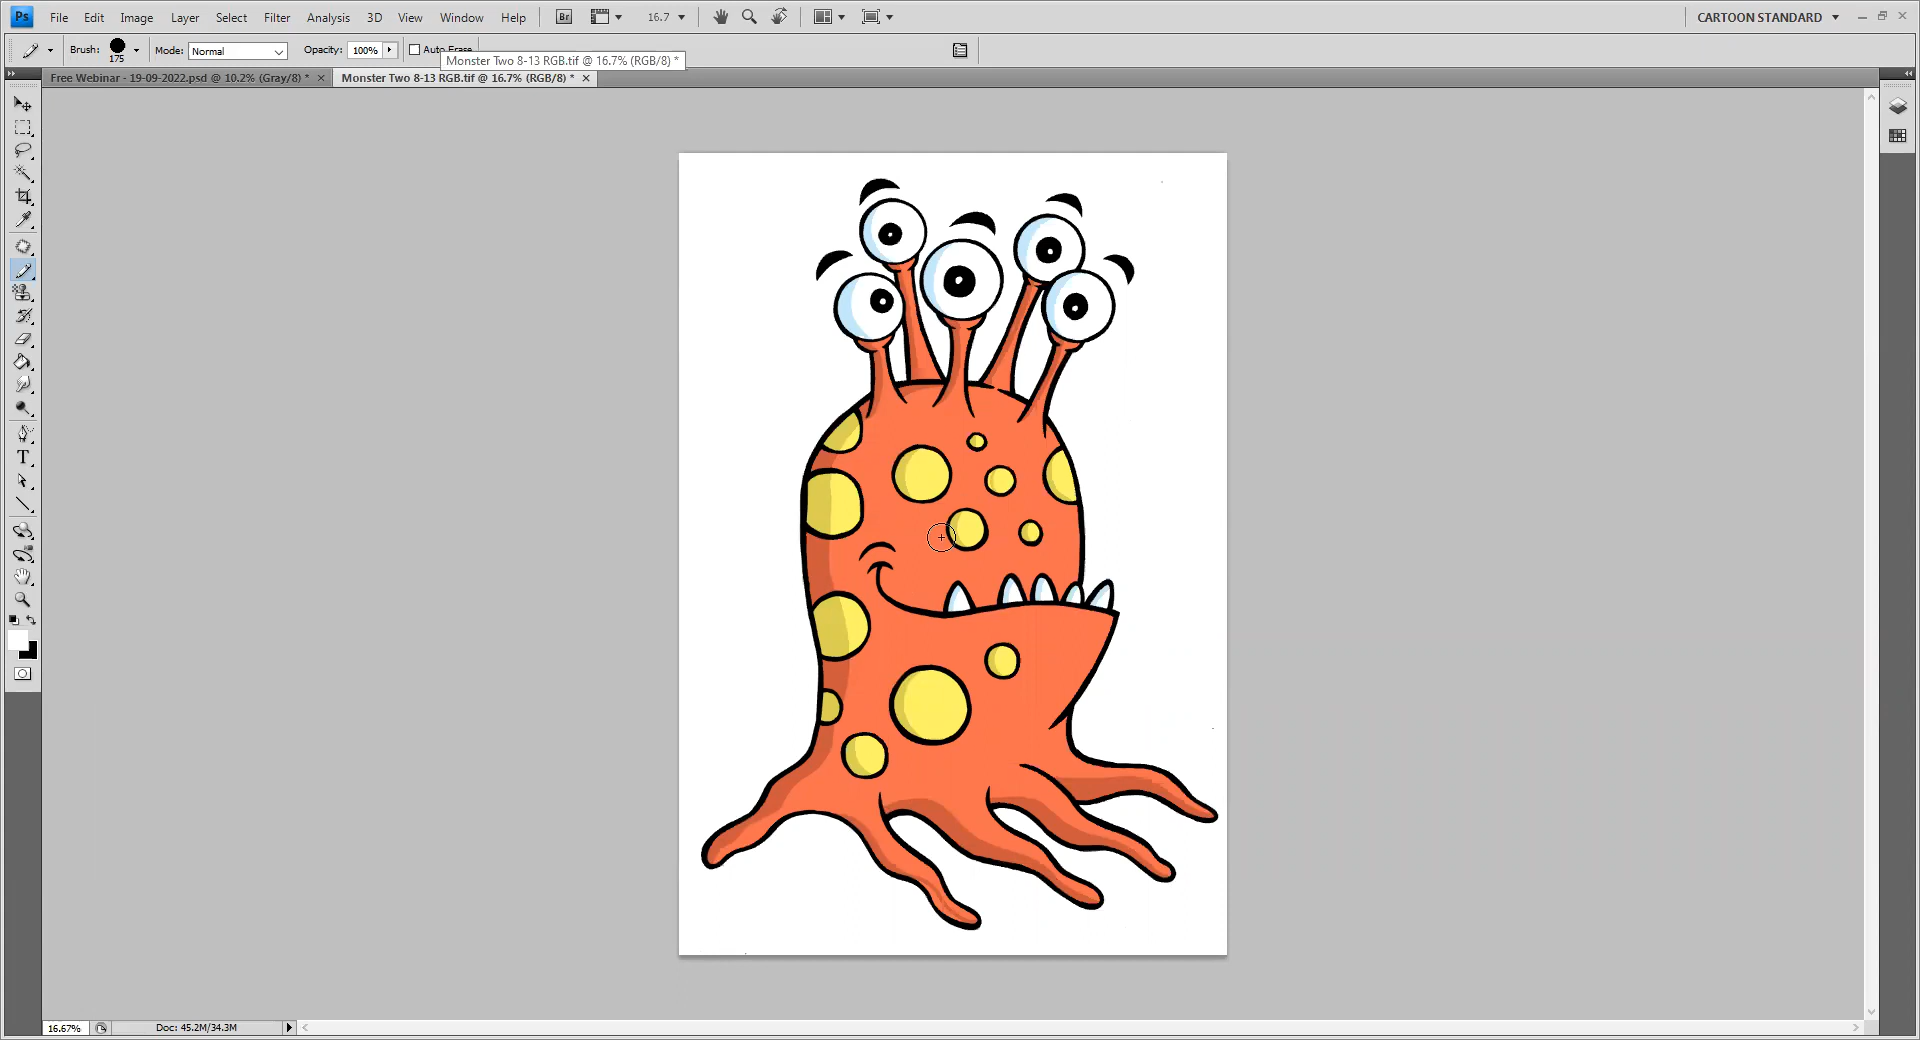 Ps File Edit Image Layer Select Filter Analysis 3D View Window Help Br 16.7 CARTOON STANDARD
Brush: 175 Mode: Normal Opacity: 100% Auto Erase
Monster Two 8-13 RGB.tif @ 16.7% (RGB/8) *
Free Webinar - 19-09-2022.psd @ 10.2% (Gray/8) * Monster Two 8-13 RGB.tif @ 16.7% (RGB/8) *
T
16.67% Doc: 45.2M/34.3M